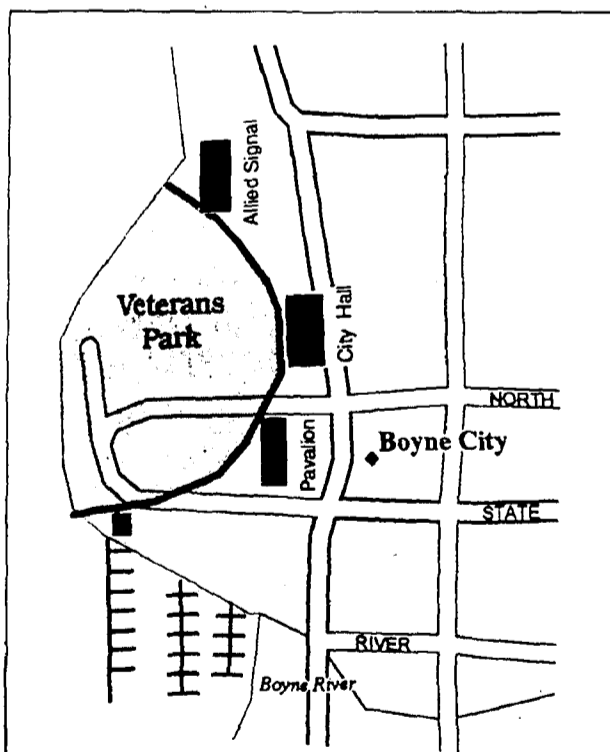 Allied Signal
Veterans
Park
City Hall
NORTH
Pavalion
Boyne City
STATE
RIVER
Boyne River